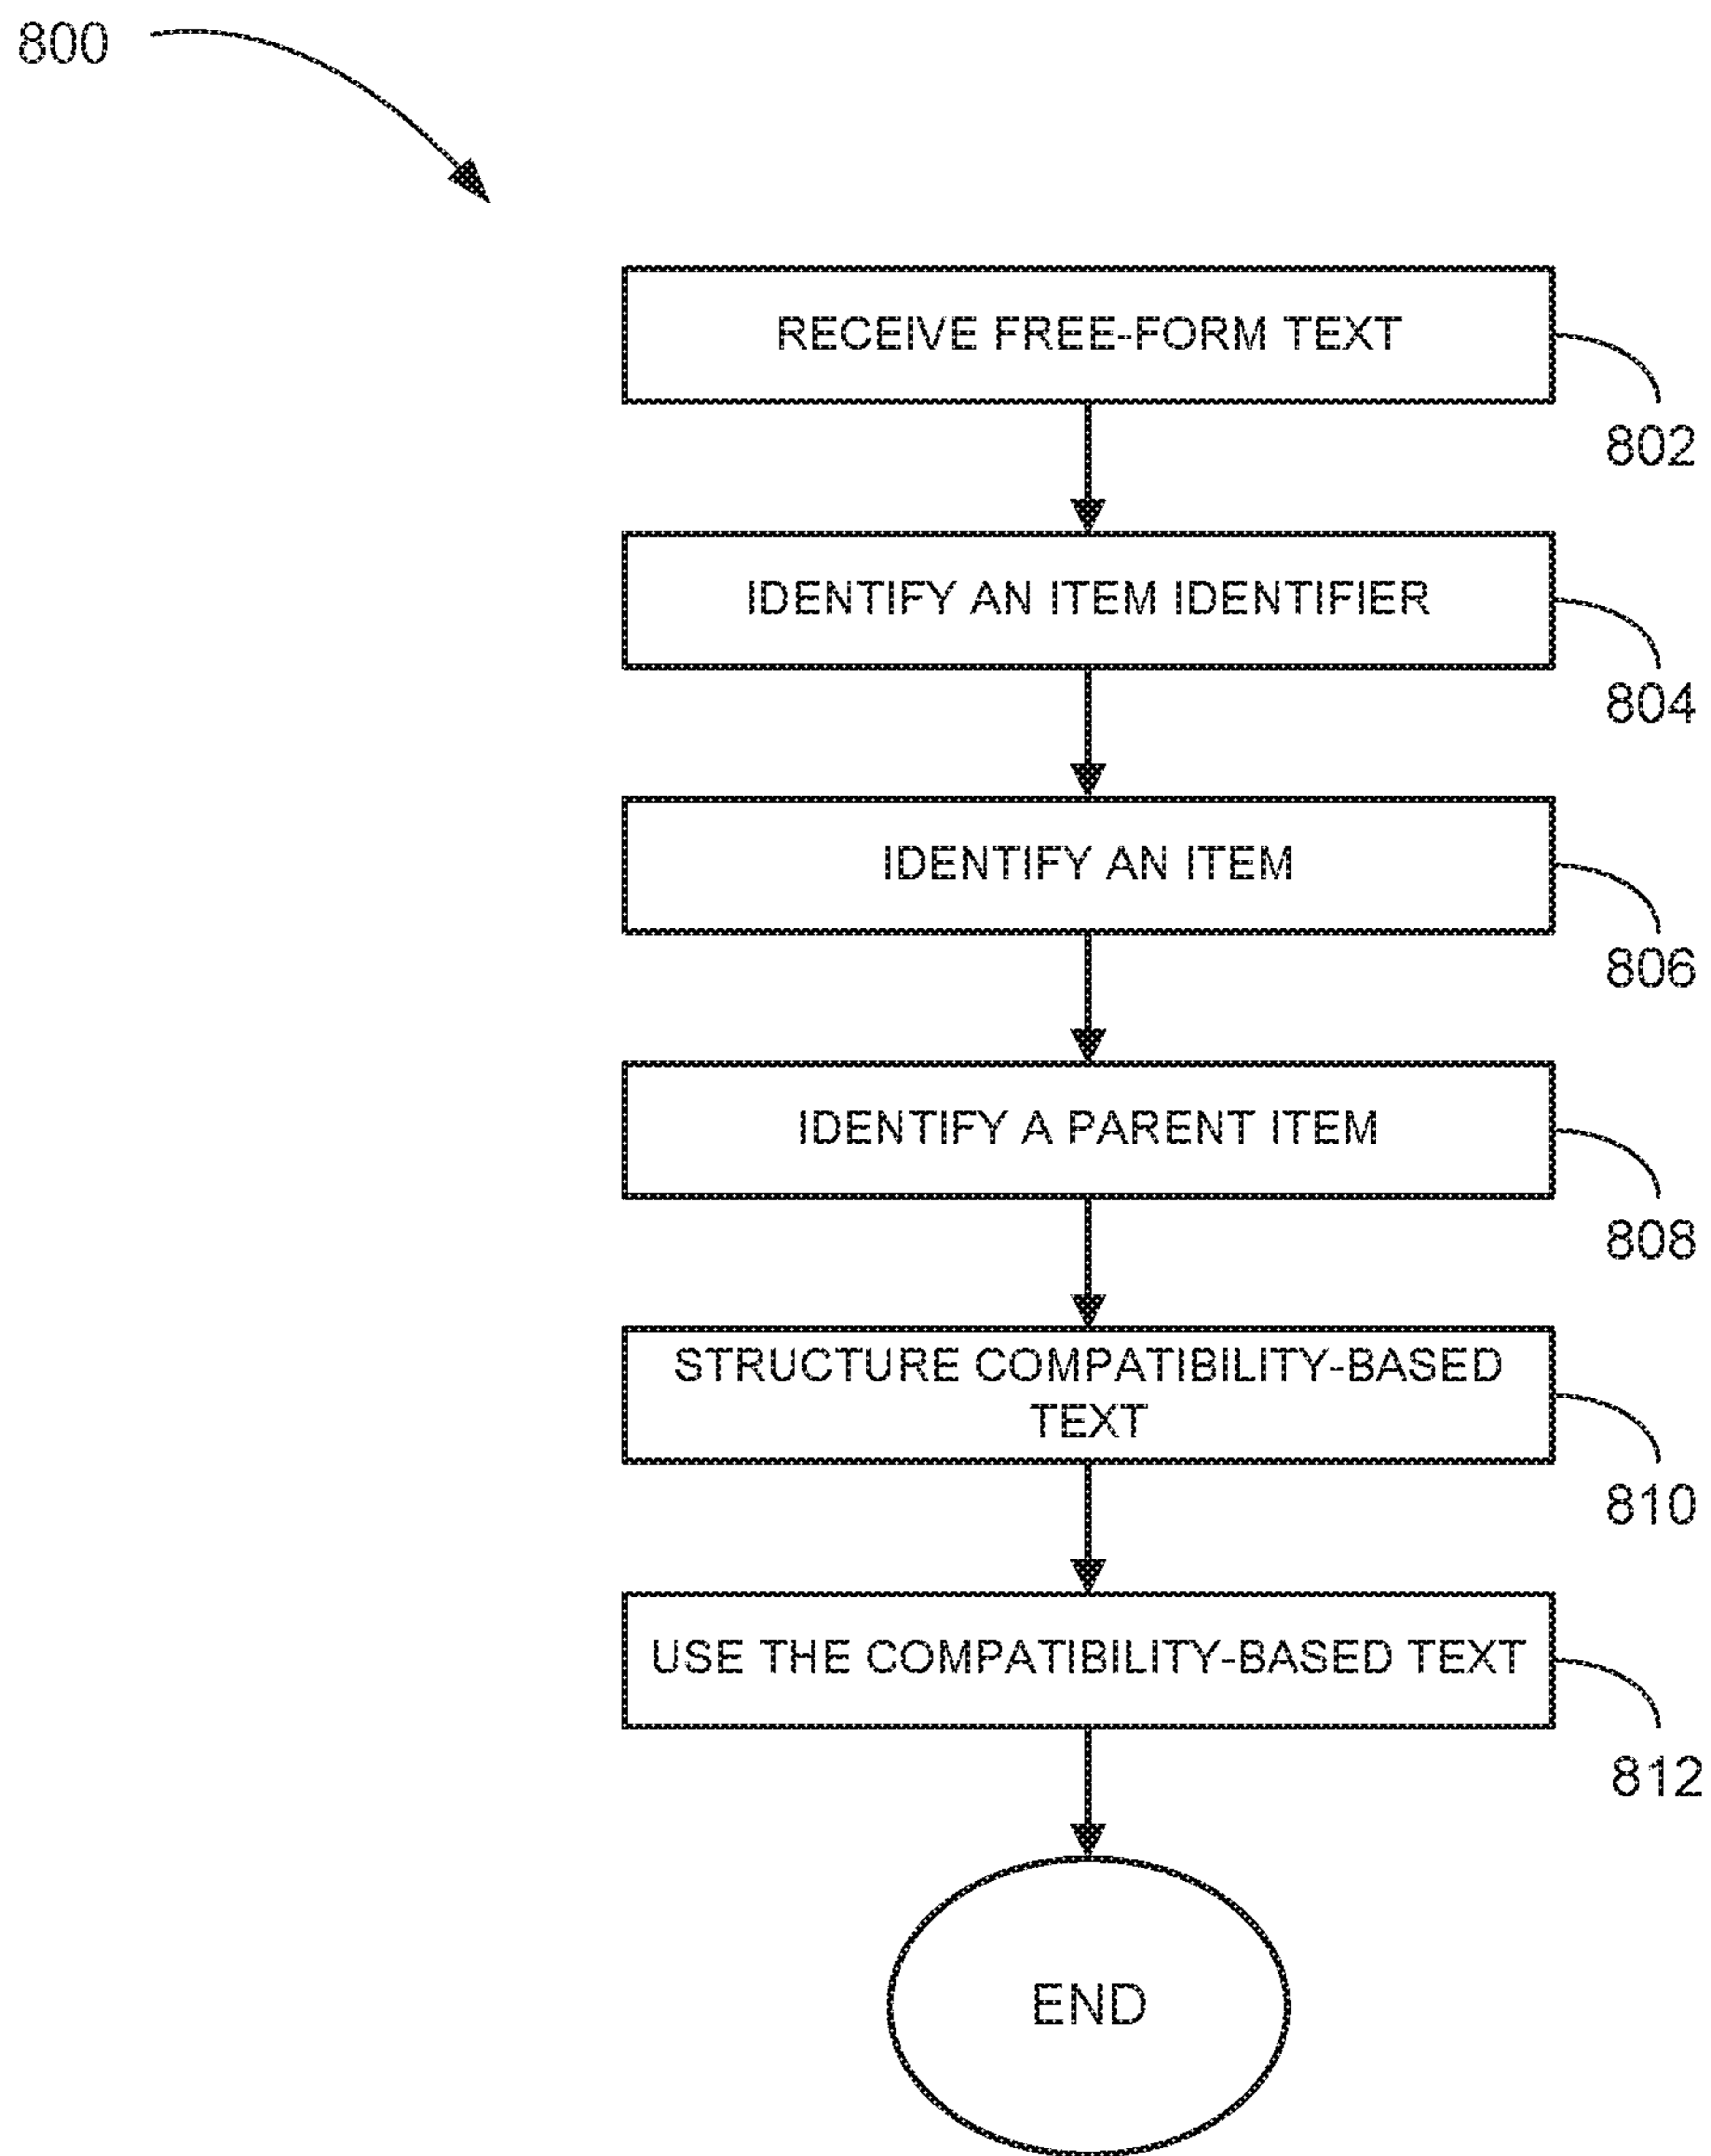 800
RECEIVE FREE-FORM TEXT
802
IDENTIFY AN ITEM IDENTIFIER
804
IDENTIFY AN ITEM
806
IDENTIFY A PARENT ITEM
808
STRUCTURE COMPATIBILITY-BASED
TEXT
810
USE THE COMPATIBILITY-BASED TEXT
812
END